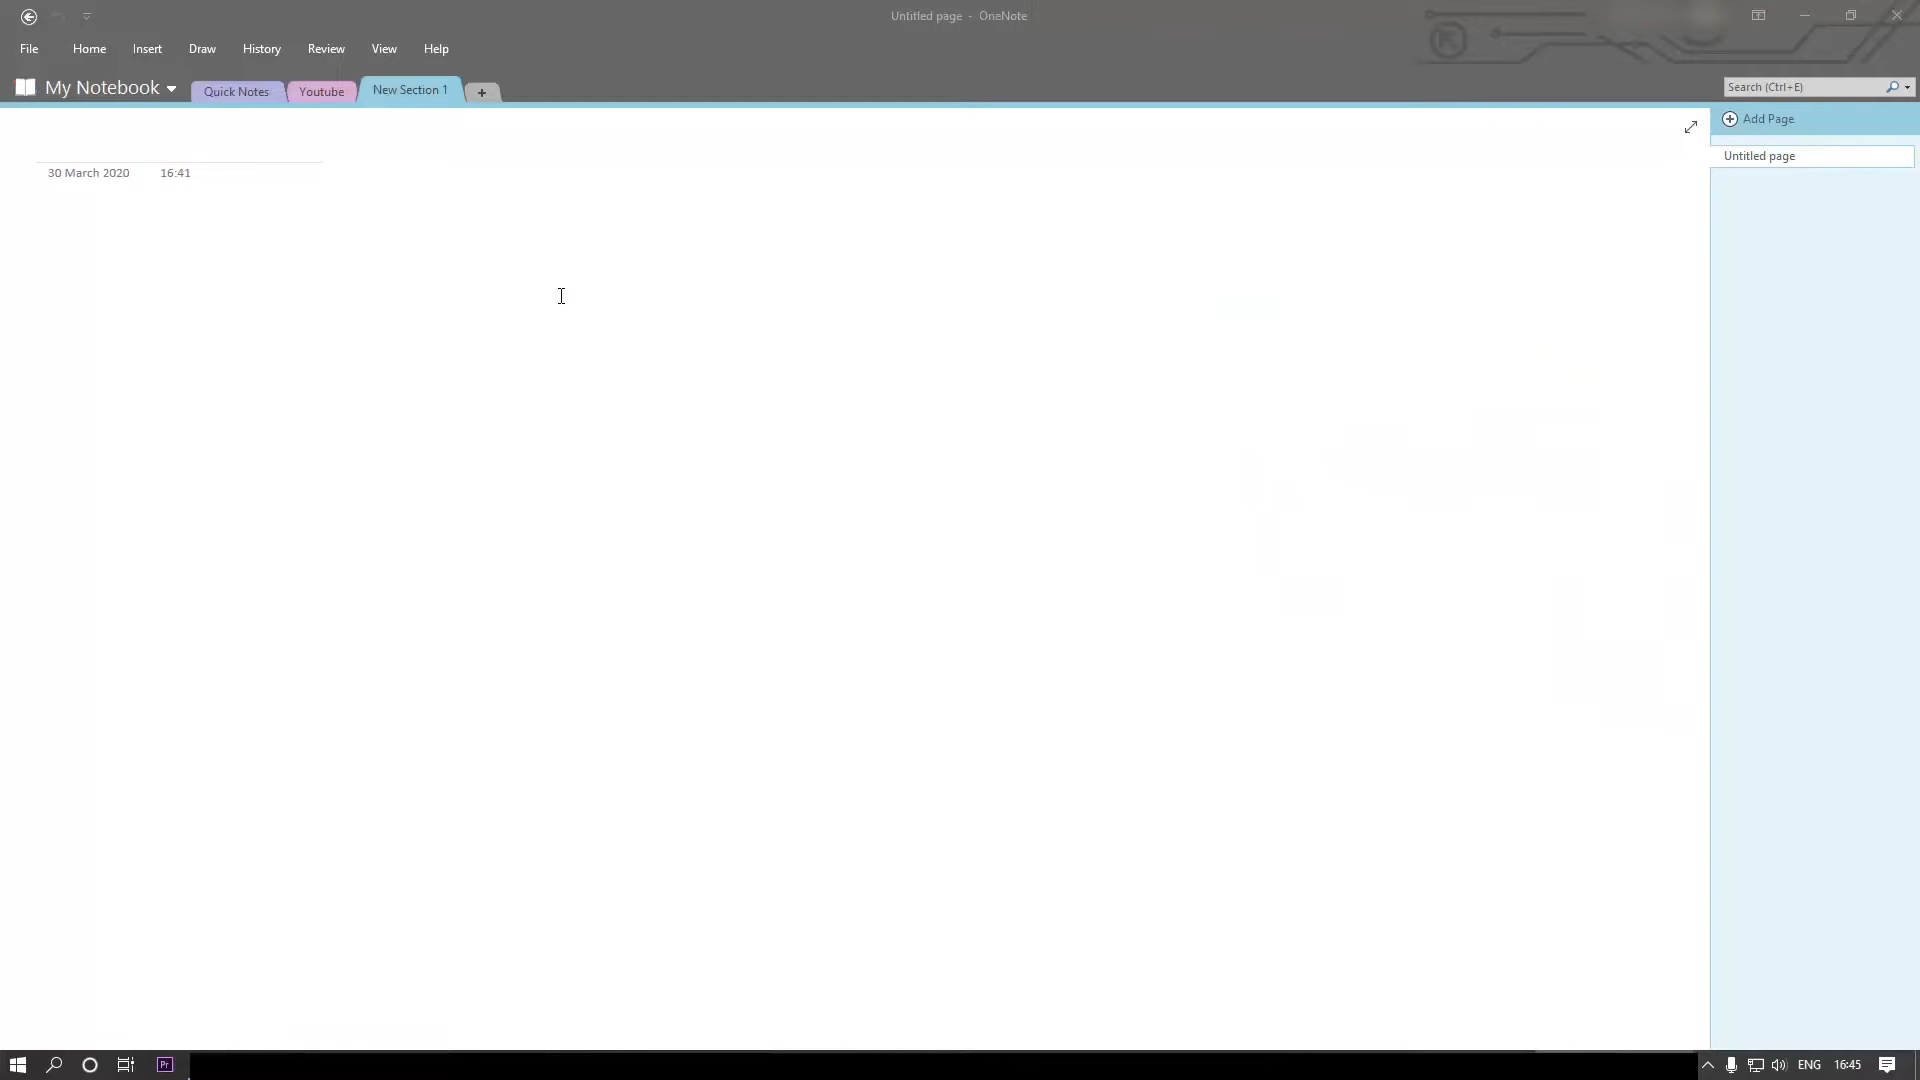 Untitled page - OneNote
File Home Insert Draw History Review View Help
My Notebook Quick Notes Youtube New Section 1 + Search (Ctrl+E)
Add Page
Untitled page
30 March 2020 16:41
Pr ENG 16:45